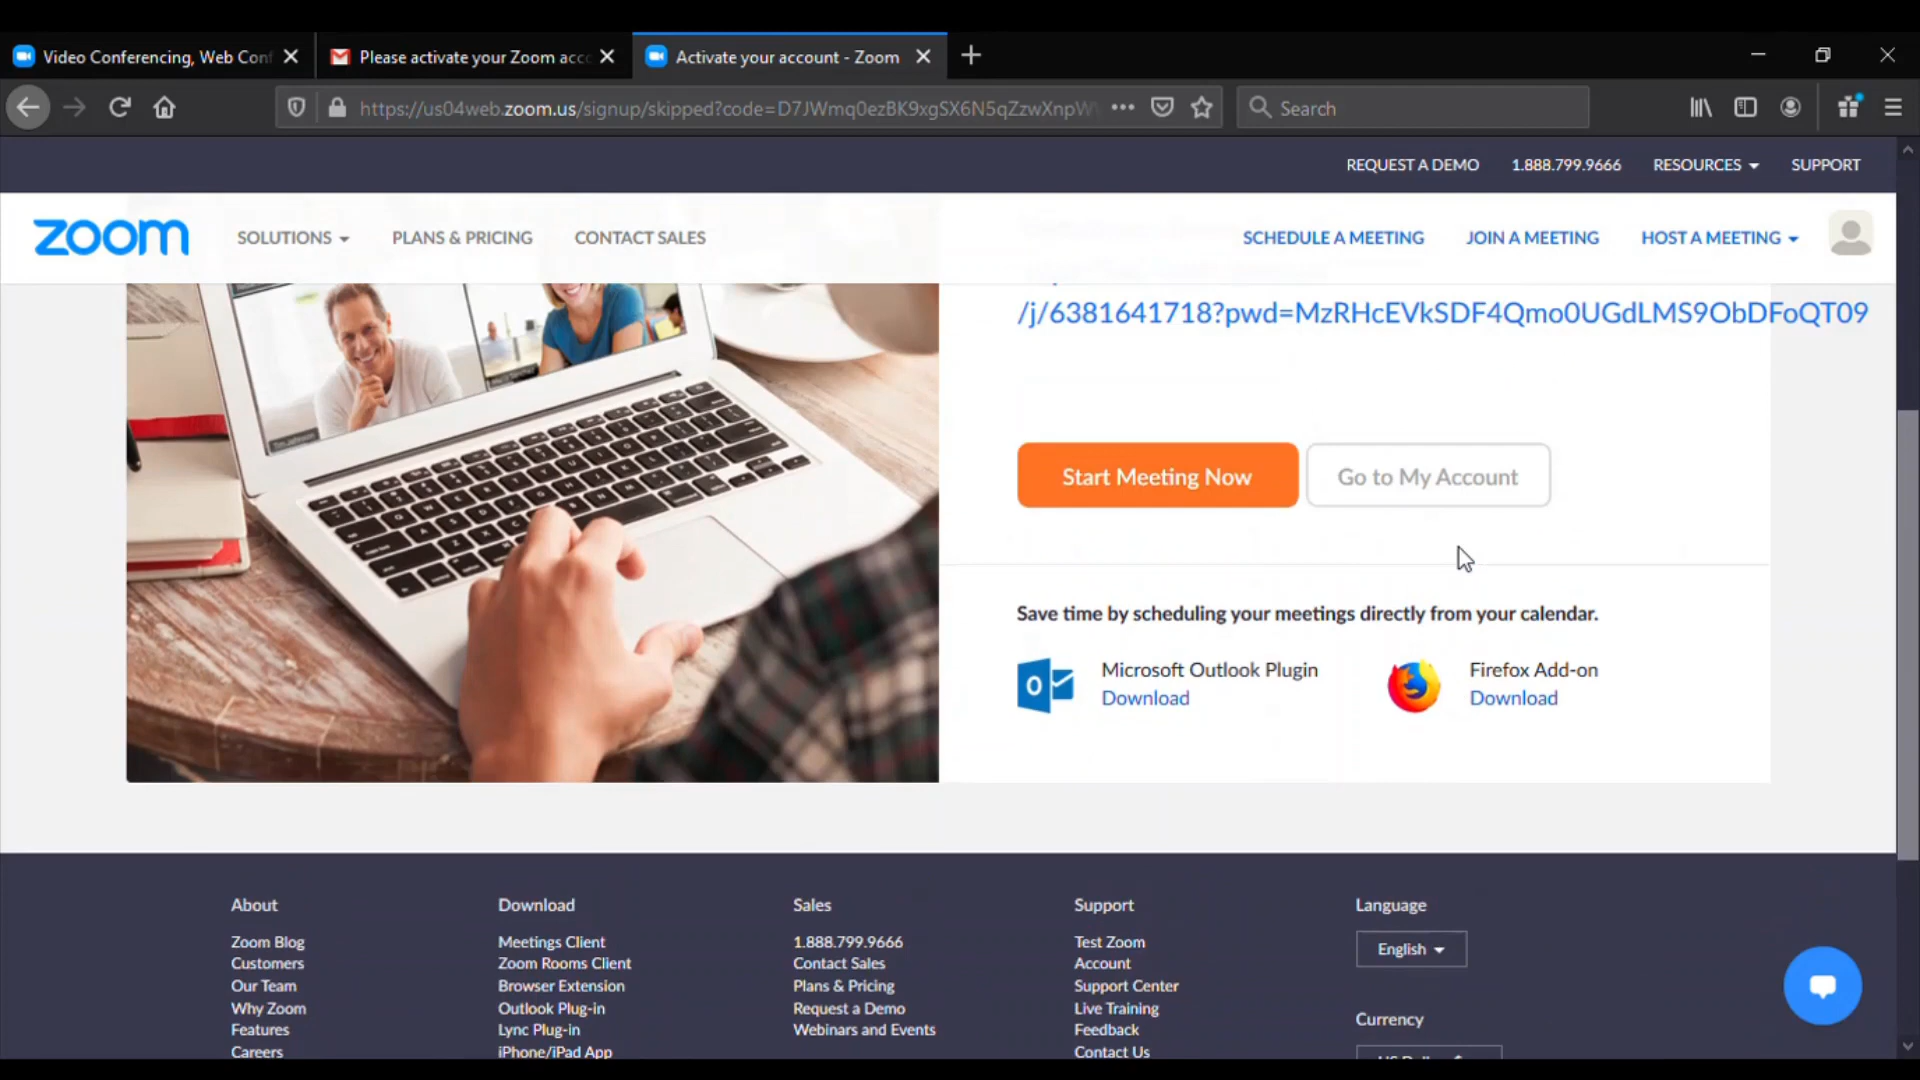 Video Conferencing, Web Conf
Please activate your Zoom acco
Activate your account - Zoom
https://us04web.zoom.us/signup/skipped?code=D7JWmq0ezBK9xgSX6N5qZzwXnpW
Search
REQUEST A DEMO
1.888.799.9666
RESOURCES
SUPPORT
zoom
SOLUTIONS
PLANS & PRICING
CONTACT SALES
SCHEDULE A MEETING
JOIN A MEETING
HOST A MEETING
/j/6381641718?pwd=MzRHcEVkSDF4Qmo0UGdLMS9ObDFoQT09
Start Meeting Now
Go to My Account
Save time by scheduling your meetings directly from your calendar.
Microsoft Outlook Plugin
Download
Firefox Add-on
Download
About
Zoom Blog
Customers
Our Team
Why Zoom
Features
Careers
Download
Meetings Client
Zoom Rooms Client
Browser Extension
Outlook Plug-in
Lync Plug-in
iPhone/iPad App
Sales
1.888.799.9666
Contact Sales
Plans & Pricing
Request a Demo
Webinars and Events
Support
Test Zoom
Account
Support Center
Live Training
Feedback
Contact Us
Language
English
Currency